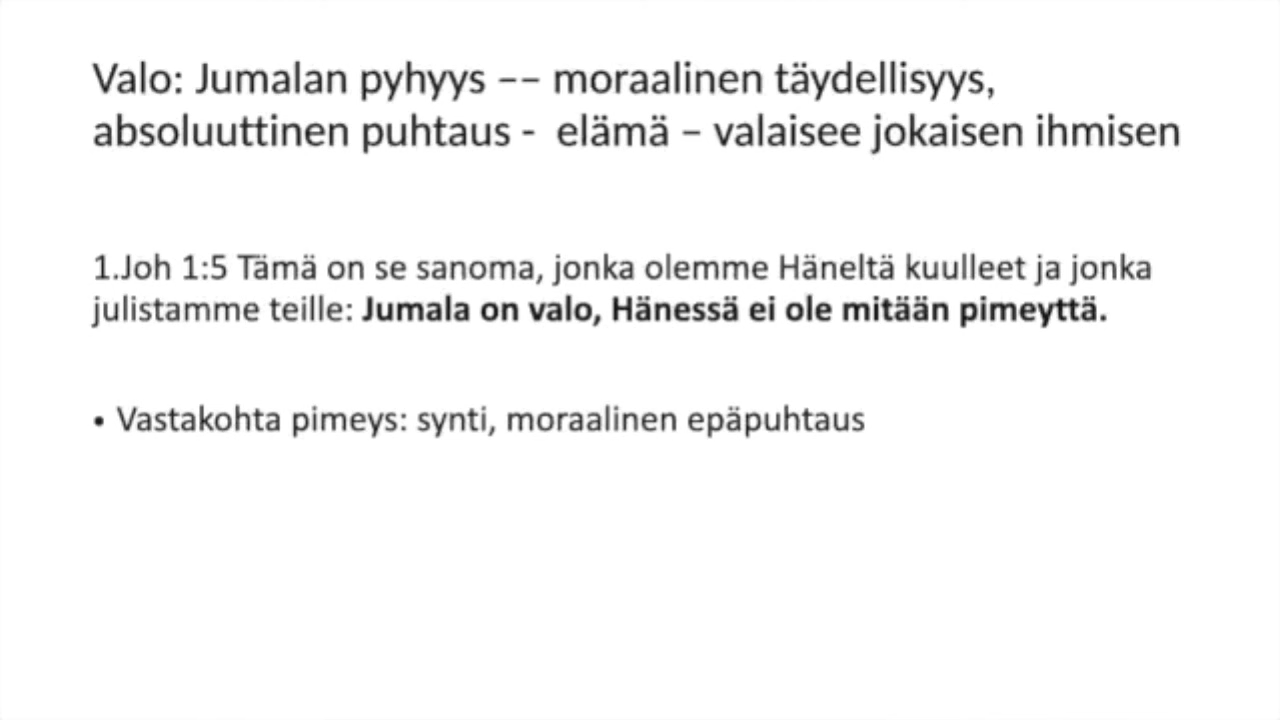 Valo: Jumalan pyhyys –– moraalinen täydellisyys,
absoluuttinen puhtaus -  elämä – valaisee jokaisen ihmisen
1.Joh 1:5 Tämä on se sanoma, jonka olemme Häneltä kuulleet ja jonka
julistamme teille: Jumala on valo, Hänessä ei ole mitään pimeyttä.
• Vastakohta pimeys: synti, moraalinen epäpuhtaus